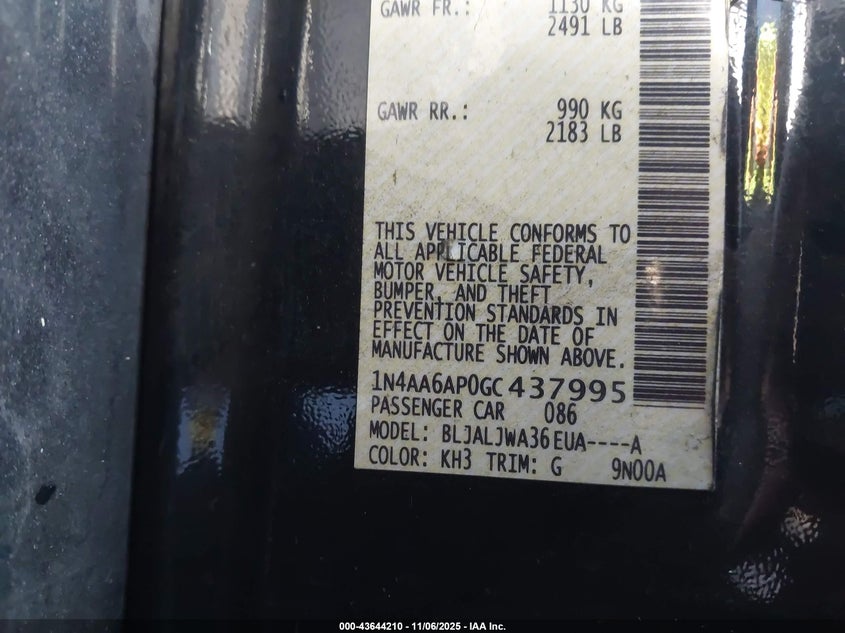 GAWR FR.: 1130 KG
2491 LB
GAWR RR.: 990 KG
2183 LB
THIS VEHICLE CONFORMS TO
ALL APPLICABLE FEDERAL
MOTOR VEHICLE SAFETY,
BUMPER, AND THEFT
PREVENTION STANDARDS IN
EFFECT ON THE DATE OF
MANUFACTURE SHOWN ABOVE.
1N4AA6AP0GC 437995
PASSENGER CAR 086
MODEL: BLJALJWA36EUA----A
COLOR: KH3 TRIM: G 9N00A
000-43644210 - 11/06/2025 - IAA Inc.